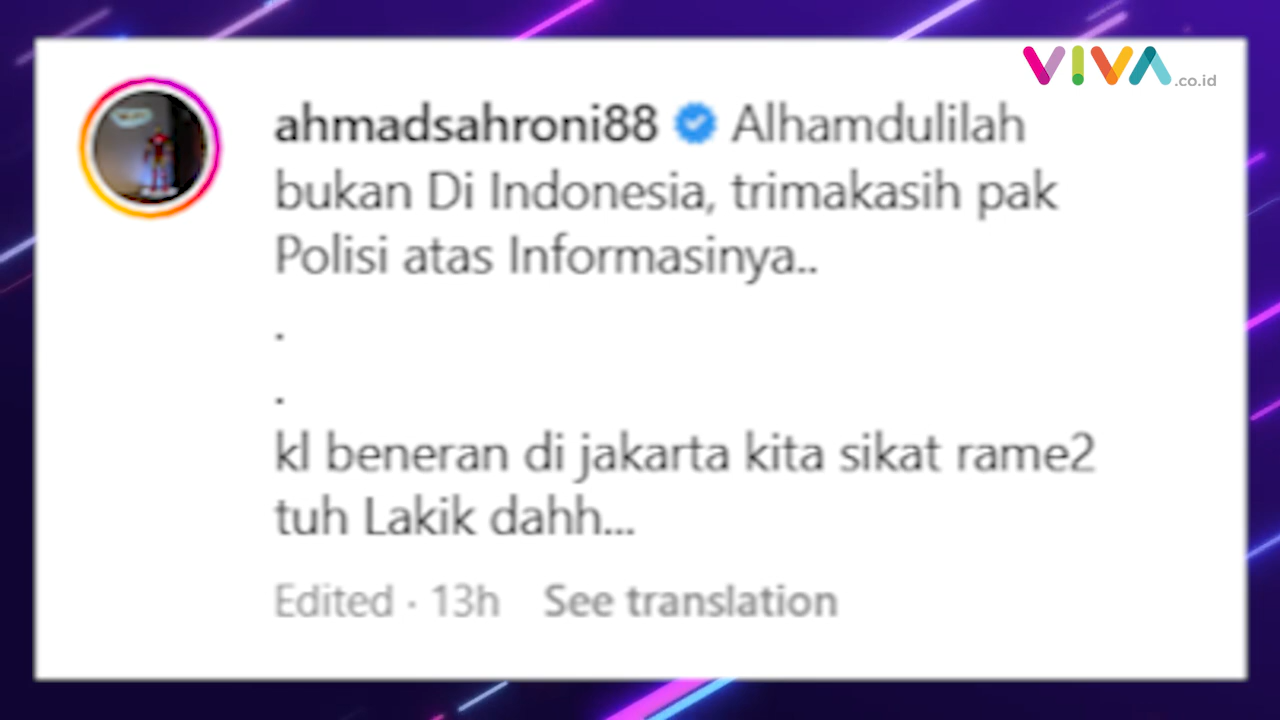 VIVA.co.id
ahmadsahroni88 Alhamdulilah
bukan Di Indonesia, trimakasih pak
Polisi atas Informasinya..
.
.
kl beneran di jakarta kita sikat rame2
tuh Lakik dahh...
Edited · 13h See translation